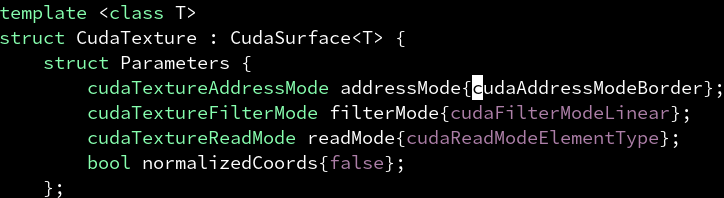 template <class T>
struct CudaTexture : CudaSurface<T> {
    struct Parameters {
        cudaTextureAddressMode addressMode{cudaAddressModeBorder};
        cudaTextureFilterMode filterMode{cudaFilterModeLinear};
        cudaTextureReadMode readMode{cudaReadModeElementType};
        bool normalizedCoords{false};
    };